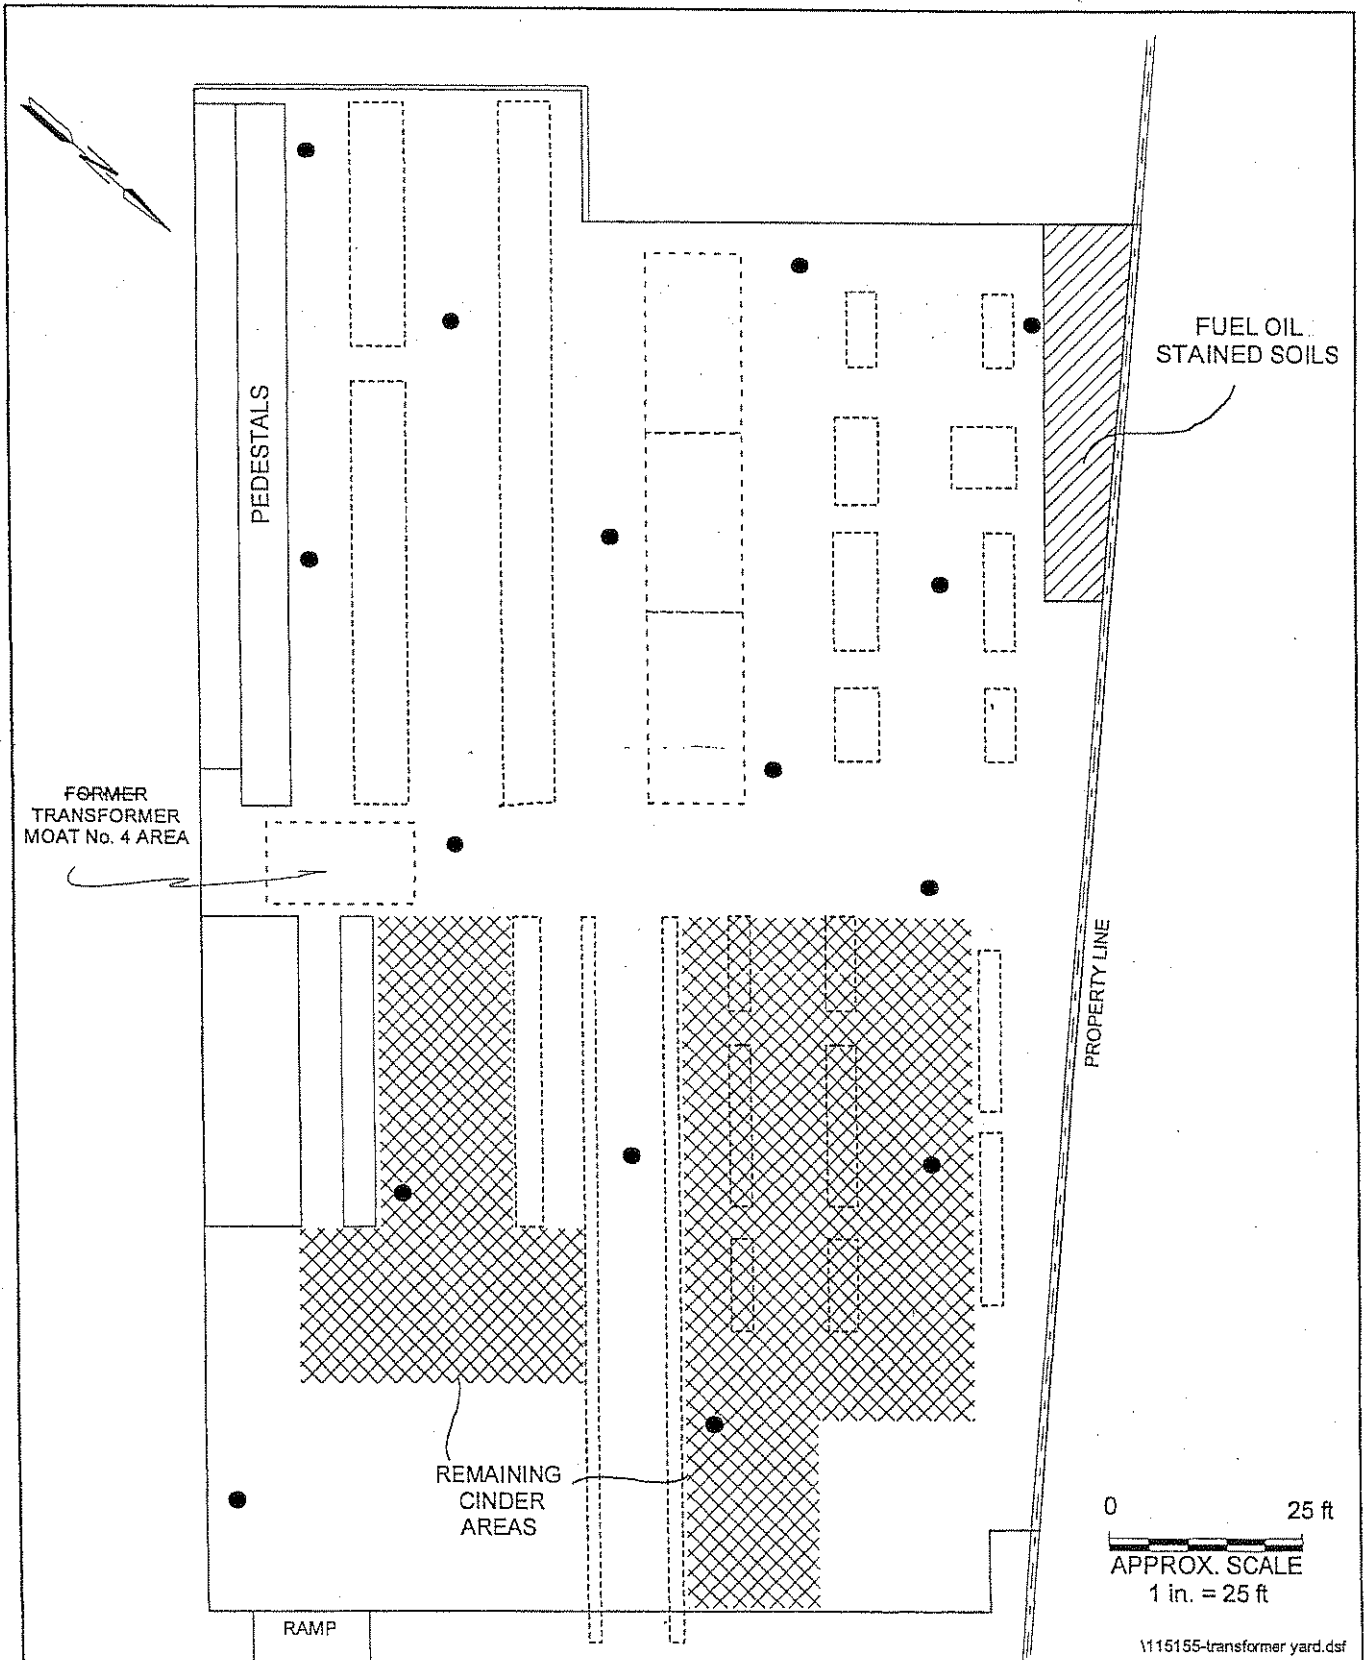 N
PEDESTALS
FUEL OIL
STAINED SOILS
FORMER
TRANSFORMER
MOAT No. 4 AREA
PROPERTY LINE
REMAINING
CINDER
AREAS
0 25 ft
APPROX. SCALE
1 in. = 25 ft
RAMP
\115155-transformer yard.dsf